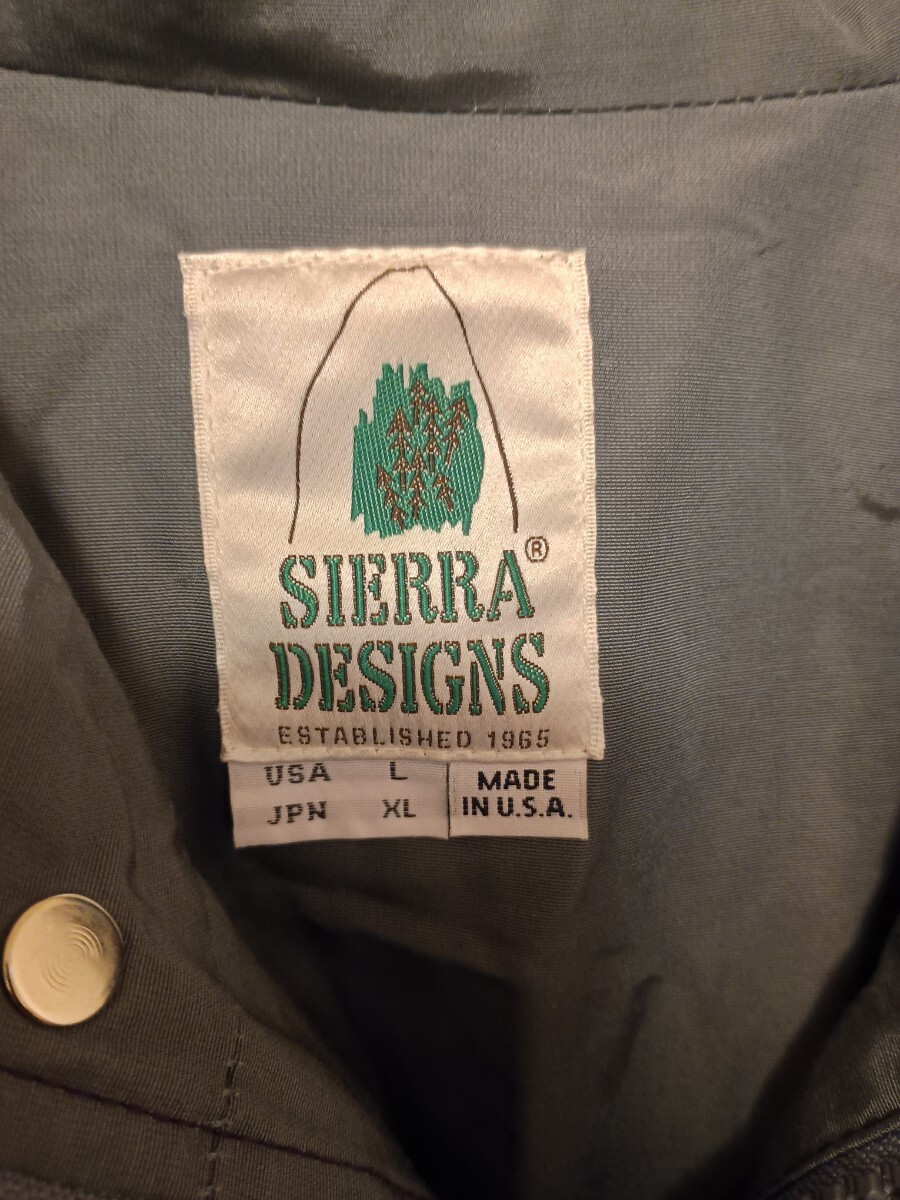 SIERRA®
DESIGNS
ESTABLISHED 1965
USA L
JPN XL
MADE
IN U.S.A.